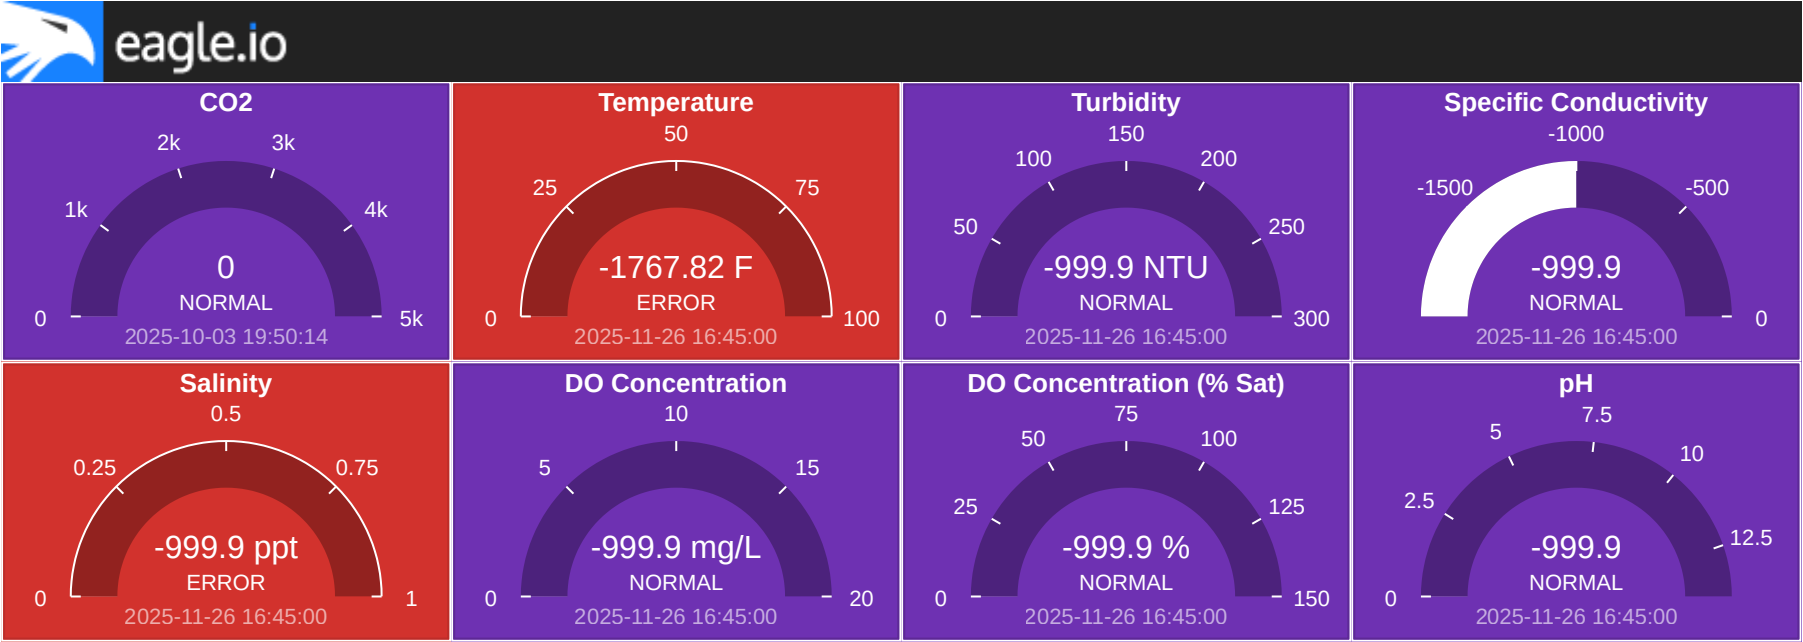 eagle.io
CO2
2k 3k
1k 4k
0
NORMAL
0 5k
2025-10-03 19:50:14
Temperature
50
25 75
-1767.82 F
ERROR
0 100
2025-11-26 16:45:00
Turbidity
150
100 200
50 250
-999.9 NTU
NORMAL
0 300
2025-11-26 16:45:00
Specific Conductivity
-1000
-1500 -500
-999.9
NORMAL
0
2025-11-26 16:45:00
Salinity
0.5
0.25 0.75
-999.9 ppt
ERROR
0 1
2025-11-26 16:45:00
DO Concentration
10
5 15
-999.9 mg/L
NORMAL
0 20
2025-11-26 16:45:00
DO Concentration (% Sat)
75
50 100
25 125
-999.9 %
NORMAL
0 150
2025-11-26 16:45:00
pH
7.5
5 10
2.5 12.5
-999.9
NORMAL
0
2025-11-26 16:45:00